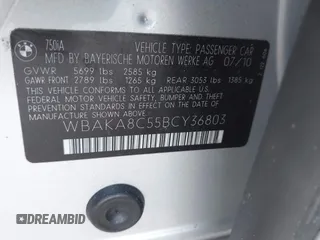 BMW
750iA VEHICLE TYPE: PASSENGER CAR
MFD BY BAYERISCHE MOTOREN WERKE AG 07/10
GVWR 5699 lbs 2585 kg
GAWR FRONT 2789 lbs 1265 kg REAR 3053 lbs 1385 kg
THIS VEHICLE CONFORMS TO ALL APPLICABLE
FEDERAL MOTOR VEHICLE SAFETY, BUMPER, AND
THEFT PREVENTION STANDARDS IN EFFECT ON
THE DATE OF MANUFACTURE SHOWN ABOVE.
WBAKA8C55BCY36803
DREAMBID